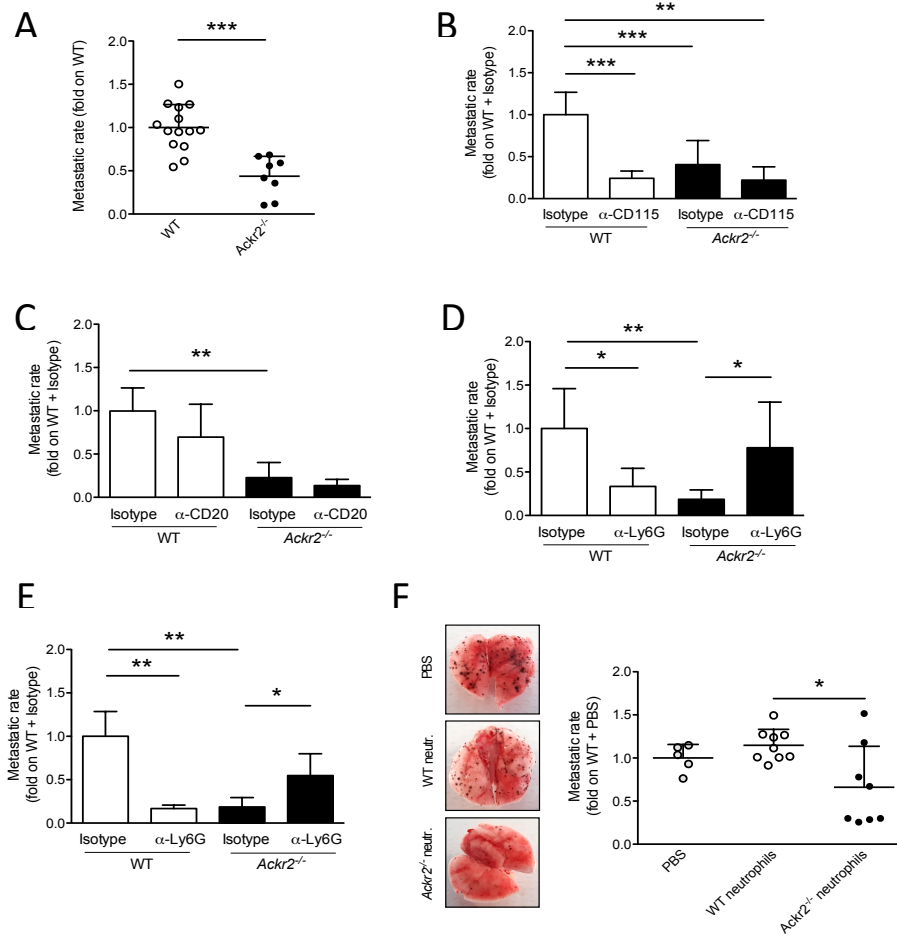 A
Metastatic rate (fold on WT)
2.0
1.5
1.0
0.5
0.0
***
WT
Ackr2-/-
B
Metastatic rate
(fold on WT + Isotype)
2.0
1.5
1.0
0.5
0.0
**
***
***
Isotype α-CD115 Isotype α-CD115
WT Ackr2-/-
C
Metastatic rate
(fold on WT + Isotype)
2.0
1.5
1.0
0.5
0.0
**
Isotype α-CD20 Isotype α-CD20
WT Ackr2-/-
D
Metastatic rate
(fold on WT + Isotype)
2.0
1.5
1.0
0.5
0.0
**
*
*
Isotype α-Ly6G Isotype α-Ly6G
WT Ackr2-/-
E
Metastatic rate
(fold on WT + Isotype)
2.0
1.5
1.0
0.5
0.0
**
**
*
Isotype α-Ly6G Isotype α-Ly6G
WT Ackr2-/-
F
PBS
WT neutr.
Ackr2-/- neutr.
Metastatic rate
(fold on WT + PBS)
2.0
1.5
1.0
0.5
0.0
*
PBS
WT neutrophils
Ackr2-/- neutrophils